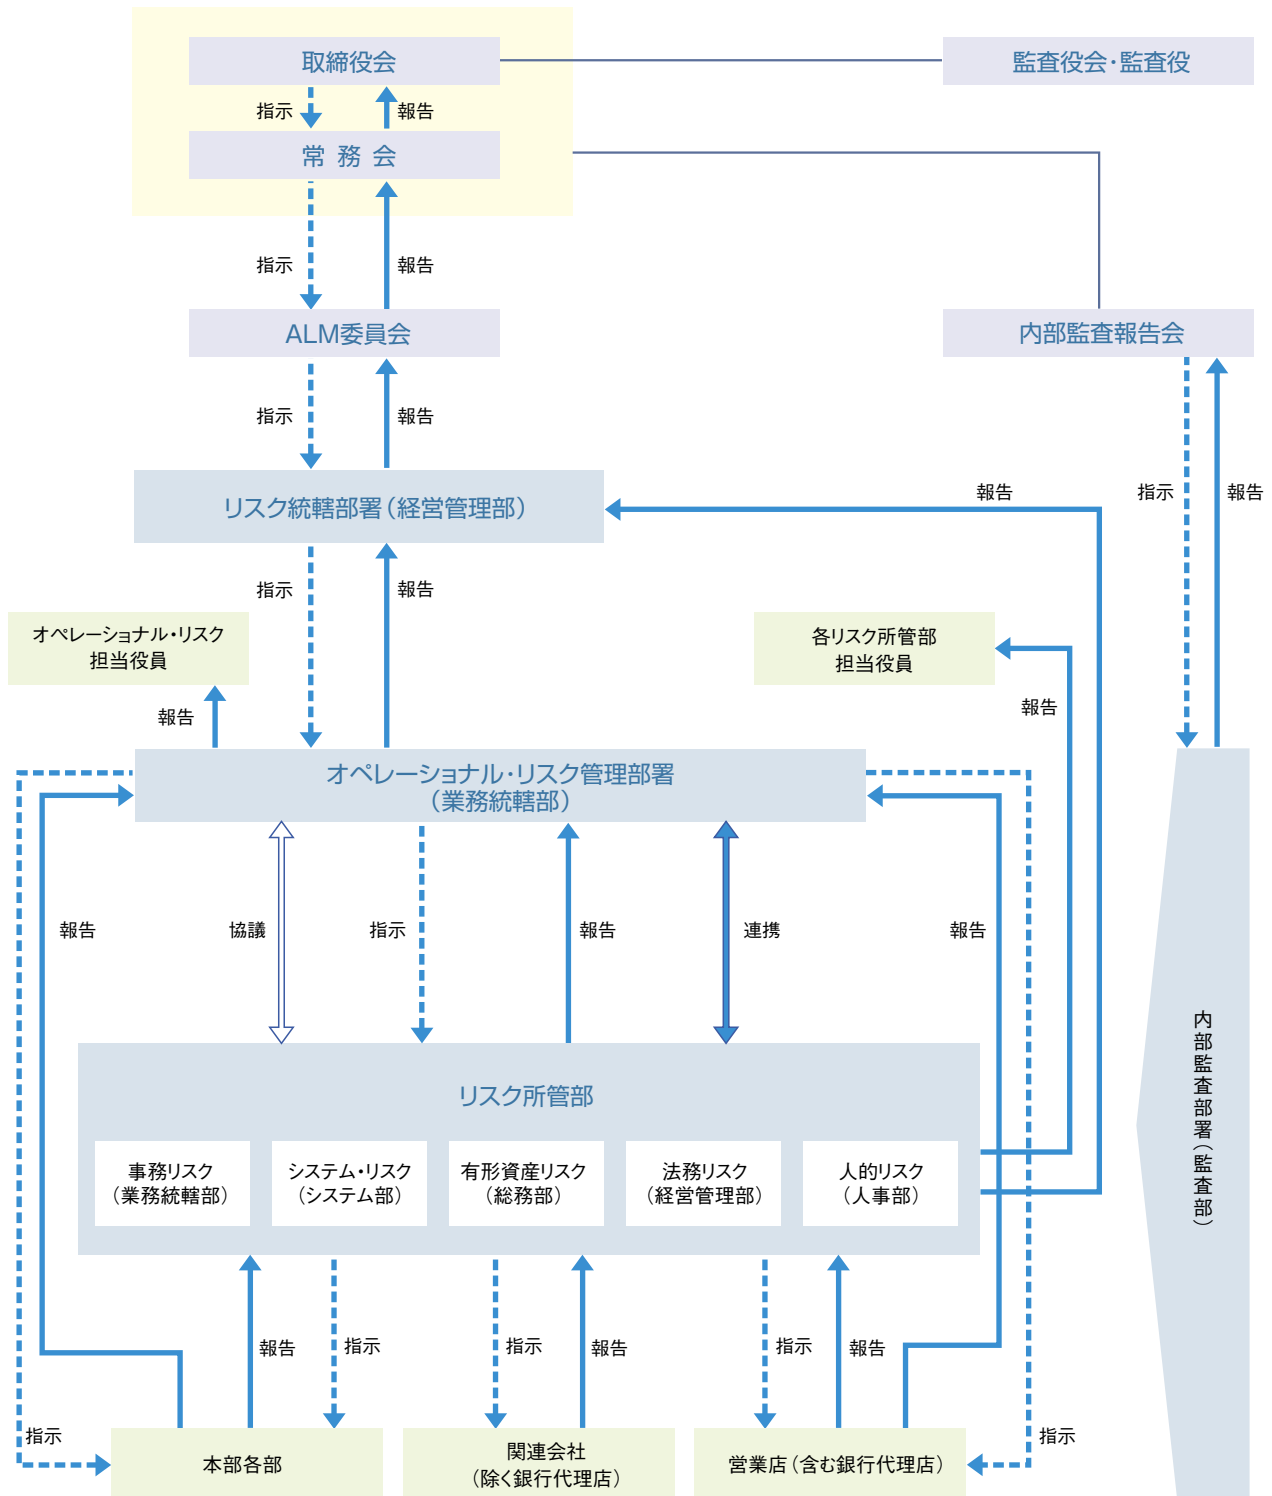 取締役会
監査役会・監査役
指示
報告
常務会
指示
報告
ALM委員会
内部監査報告会
指示
報告
報告
指示
報告
リスク統轄部署（経営管理部）
指示
報告
オペレーショナル・リスク
担当役員
各リスク所管部
担当役員
報告
報告
オペレーショナル・リスク管理部署
（業務統轄部）
報告
協議
指示
報告
連携
報告
内部監査部署（監査部）
リスク所管部
事務リスク
（業務統轄部）
システム・リスク
（システム部）
有形資産リスク
（総務部）
法務リスク
（経営管理部）
人的リスク
（人事部）
報告
指示
指示
報告
指示
報告
指示
指示
本部各部
関連会社
（除く銀行代理店）
営業店（含む銀行代理店）